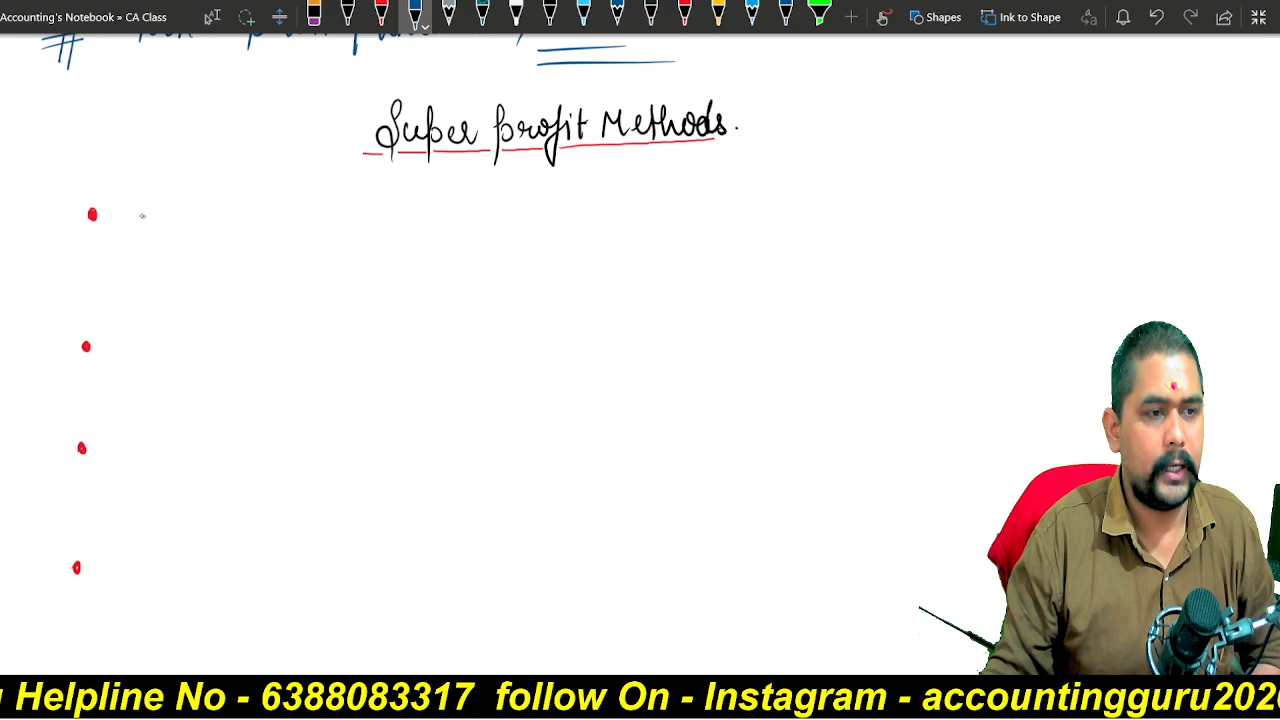 Accounting's Notebook » CA Class
Shapes
Ink to Shape
Super profit Methods.
Helpline No - 6388083317 follow On - Instagram - accountingguru202